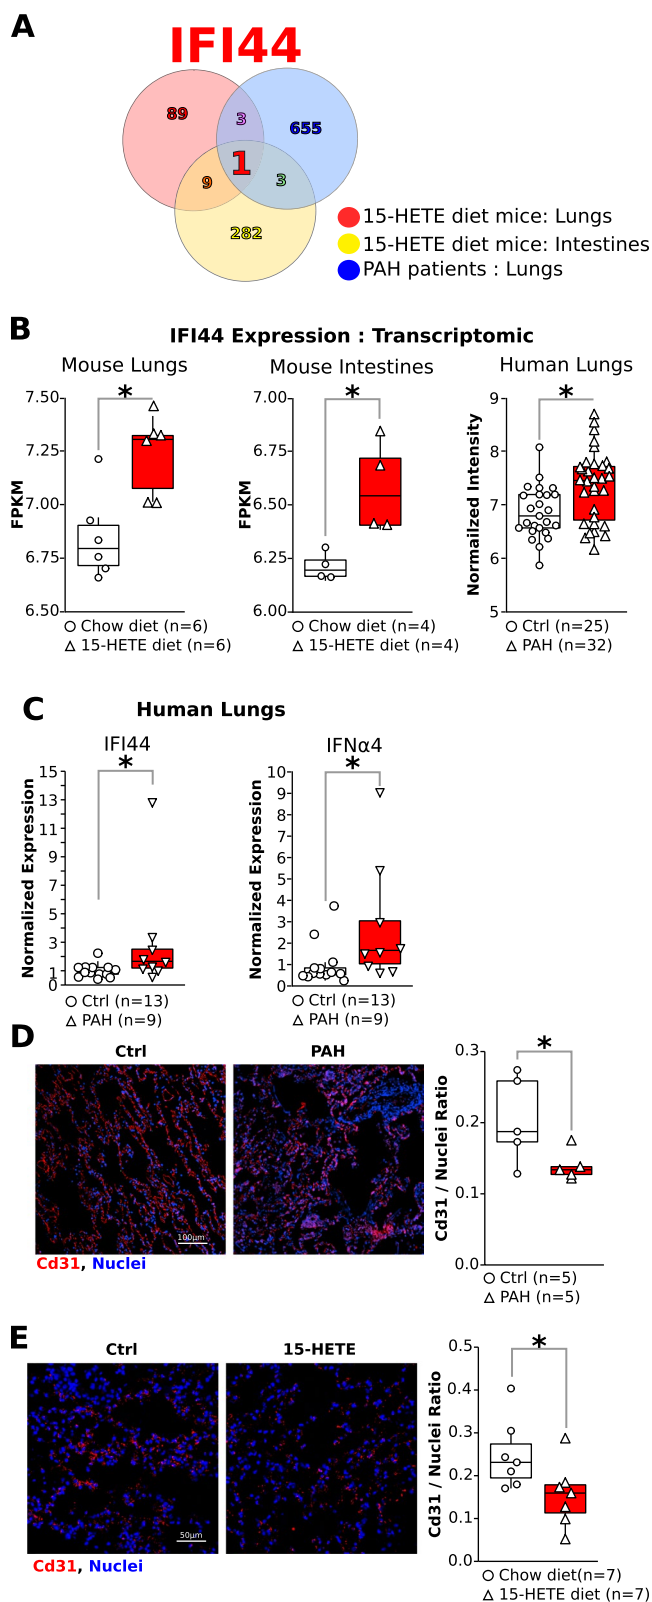 A
IFI44
89
3
655
1
9
3
282
15-HETE diet mice: Lungs
15-HETE diet mice: Intestines
PAH patients : Lungs
B
IFI44 Expression : Transcriptomic
Mouse Lungs
Mouse Intestines
Human Lungs
*
*
*
7.50
7.25
7.00
6.75
6.50
FPKM
7.00
6.75
6.50
6.25
6.00
FPKM
9
8
7
6
5
Normailzed Intensity
Chow diet (n=6)
15-HETE diet (n=6)
Chow diet (n=4)
15-HETE diet (n=4)
Ctrl (n=25)
PAH (n=32)
C
Human Lungs
IFI44
IFNα4
*
*
15
13
11
9
7
5
3
1
0
Normalized Expression
10
9
8
7
6
5
4
3
2
1
0
Normalized Expression
Ctrl (n=13)
PAH (n=9)
Ctrl (n=13)
PAH (n=9)
D
Ctrl
PAH
100μm
Cd31, Nuclei
*
0.3
0.2
0.1
0.0
Cd31 / Nuclei Ratio
Ctrl (n=5)
PAH (n=5)
E
Ctrl
15-HETE
50μm
Cd31, Nuclei
*
0.5
0.4
0.3
0.2
0.1
0.0
Cd31 / Nuclei Ratio
Chow diet(n=7)
15-HETE diet (n=7)